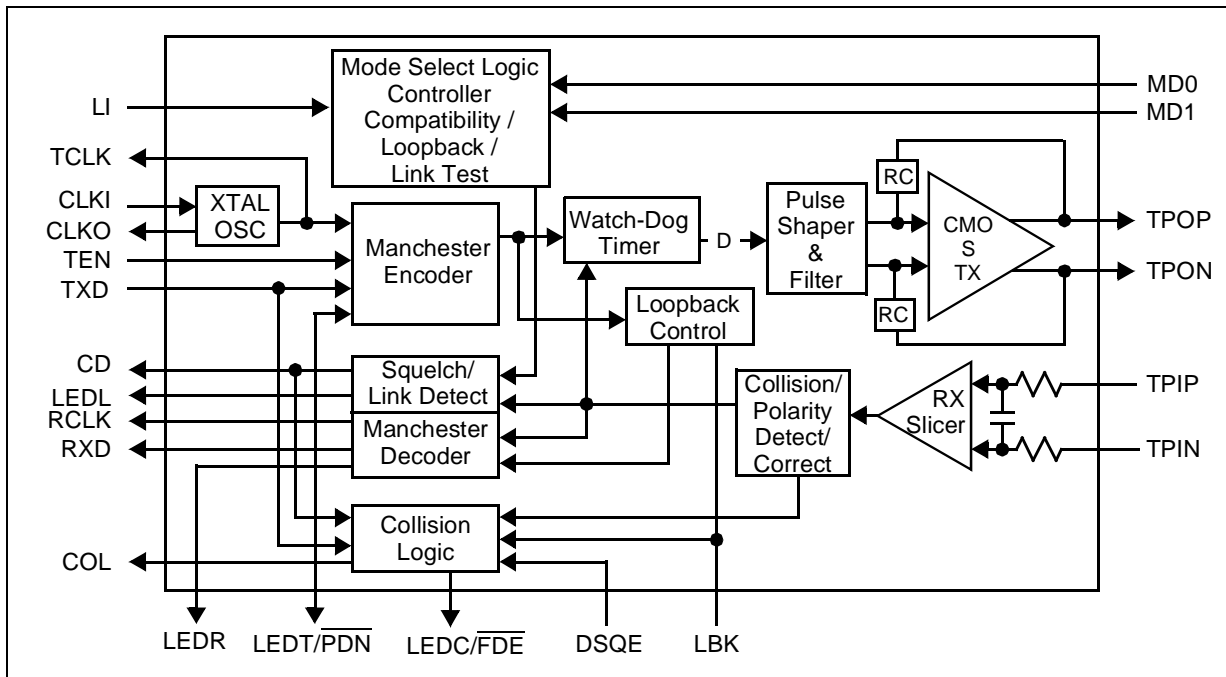 Mode Select Logic
Controller
Compatibility /
Loopback /
Link Test
LI
MD0
MD1
TCLK
CLKI
CLKO
TEN
TXD
XTAL
OSC
Manchester
Encoder
Watch-Dog
Timer
D
Pulse
Shaper
&
Filter
RC
CMO
S
TX
RC
TPOP
TPON
Loopback
Control
CD
LEDL
RCLK
RXD
Squelch/
Link Detect
Manchester
Decoder
Collision/
Polarity
Detect/
Correct
RX
Slicer
TPIP
TPIN
COL
Collision
Logic
LEDR
LEDT/PDN
LEDC/FDE
DSQE
LBK